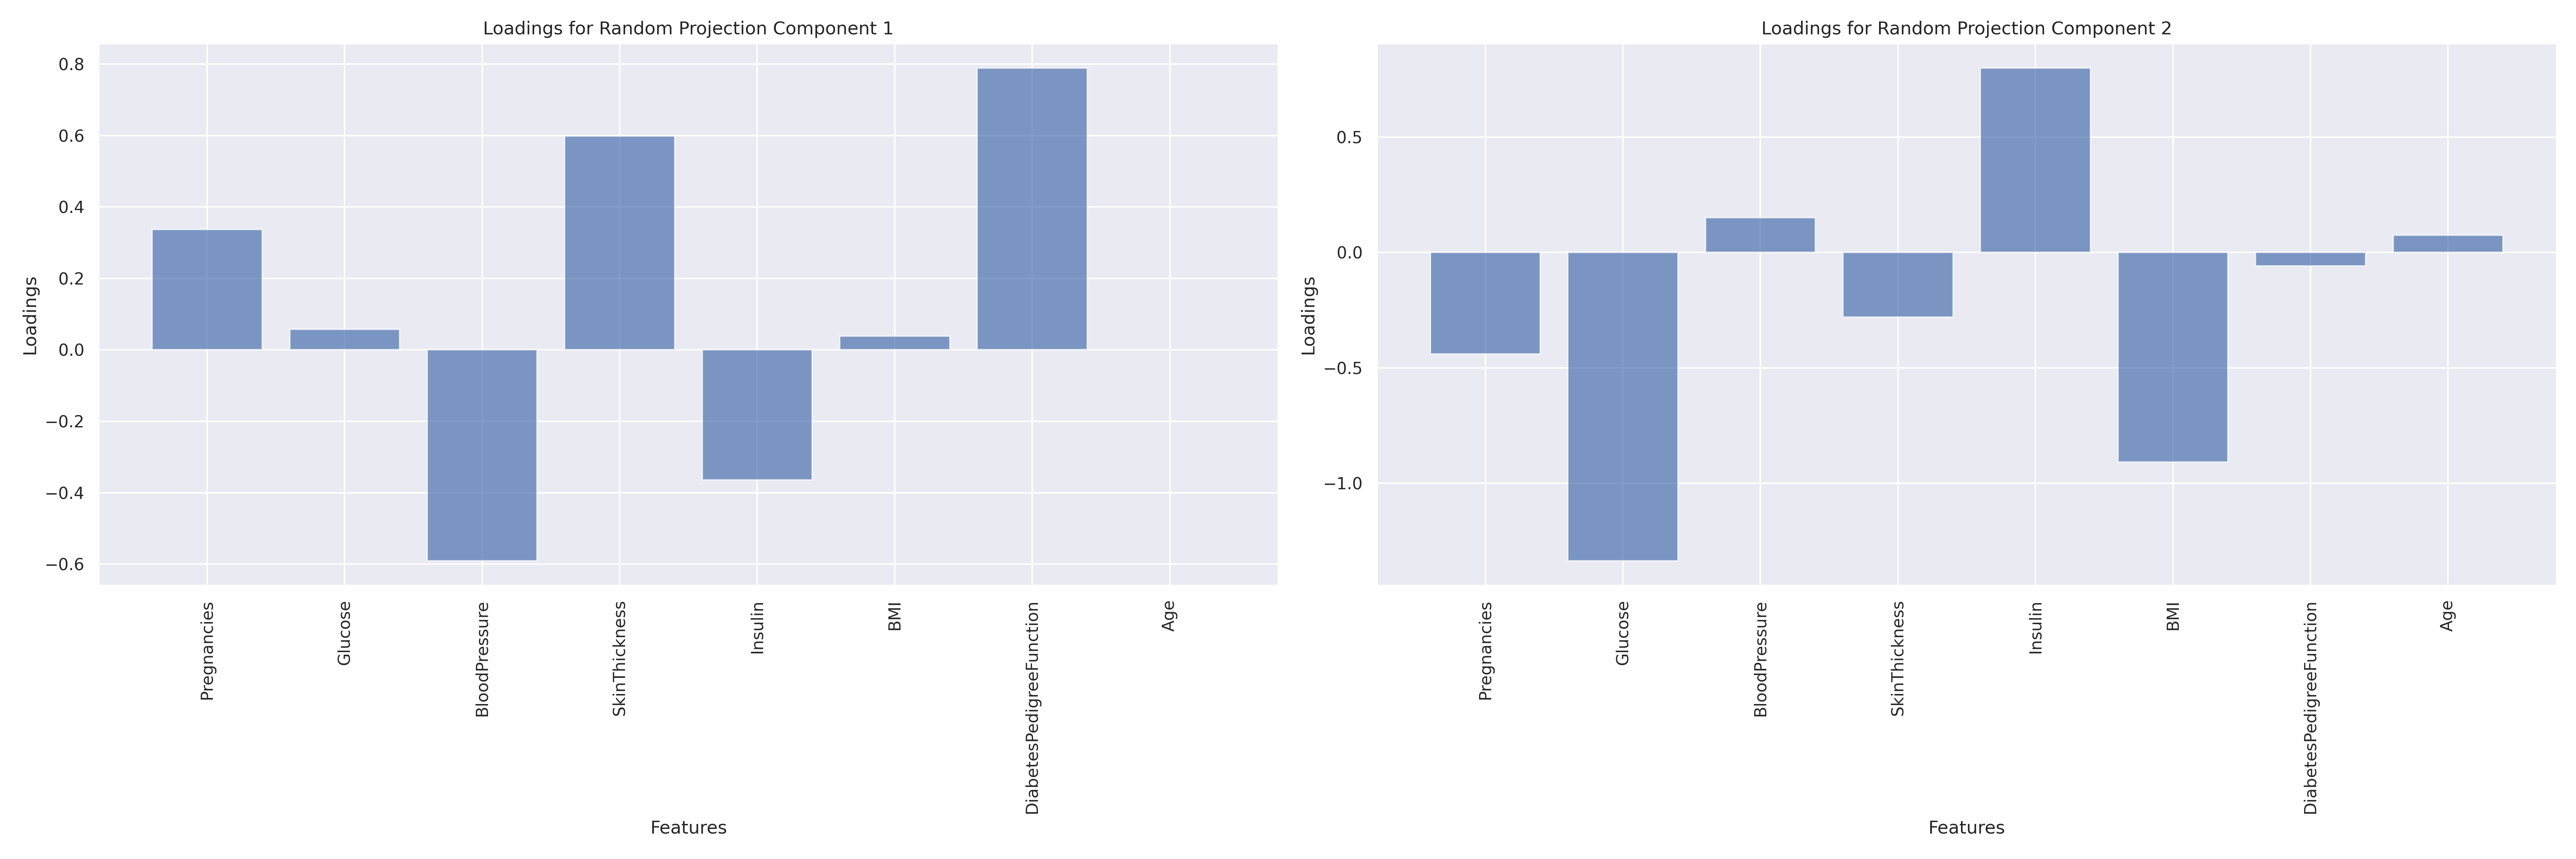 Loadings for Random Projection Component 1
0.8
0.6
0.4
0.2
0.0
−0.2
−0.4
−0.6
Loadings
Pregnancies
Glucose
BloodPressure
SkinThickness
Insulin
BMI
DiabetesPedigreeFunction
Age
Features
Loadings for Random Projection Component 2
0.5
0.0
−0.5
−1.0
Loadings
Pregnancies
Glucose
BloodPressure
SkinThickness
Insulin
BMI
DiabetesPedigreeFunction
Age
Features